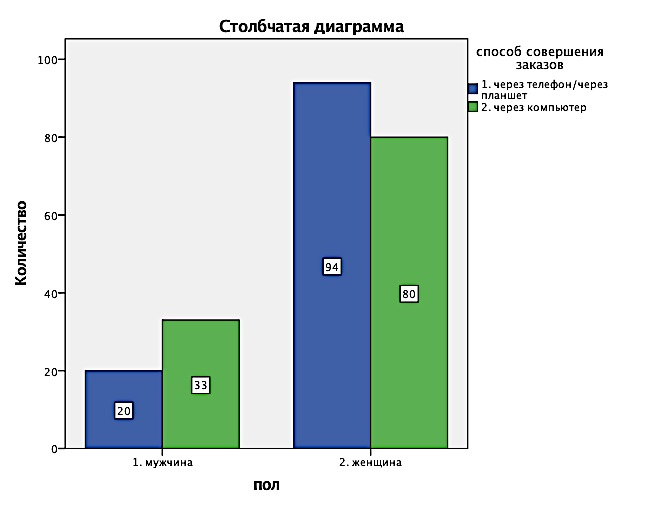 Столбчатая диаграмма
способ совершения
заказов
1. через телефон/через
планшет
2. через компьютер
Количество
100
80
60
40
20
0
20
33
94
80
1. мужчина
2. женщина
пол